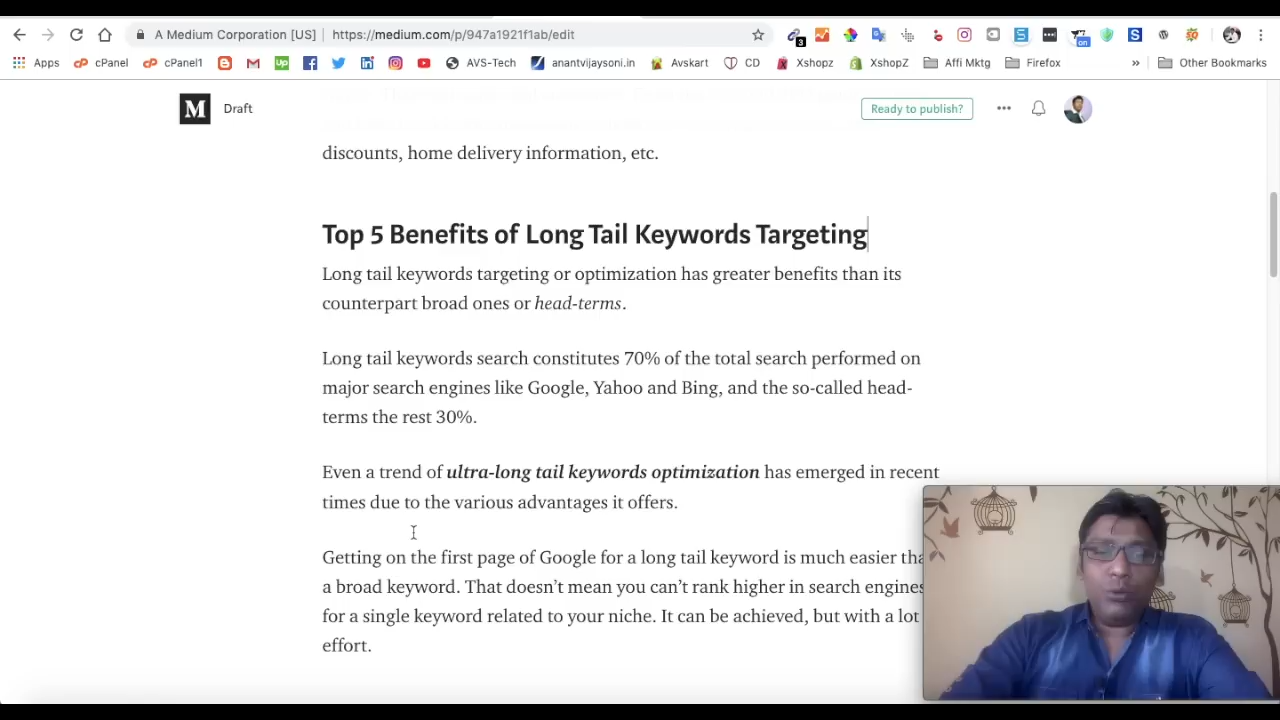 A Medium Corporation [US] https://medium.com/p/947a1921f1ab/edit
3
on
Apps cPanel cPanel1 AVS-Tech anantvijaysoni.in Avskart CD Xshopz XshopZ Affi Mktg Firefox » Other Bookmarks
M Draft Ready to publish?
discounts, home delivery information, etc.
Top 5 Benefits of Long Tail Keywords Targeting
Long tail keywords targeting or optimization has greater benefits than its
counterpart broad ones or head-terms.
Long tail keywords search constitutes 70% of the total search performed on
major search engines like Google, Yahoo and Bing, and the so-called head-
terms the rest 30%.
Even a trend of ultra-long tail keywords optimization has emerged in recent
times due to the various advantages it offers.
Getting on the first page of Google for a long tail keyword is much easier tha
a broad keyword. That doesn’t mean you can’t rank higher in search engines
for a single keyword related to your niche. It can be achieved, but with a lot
effort.